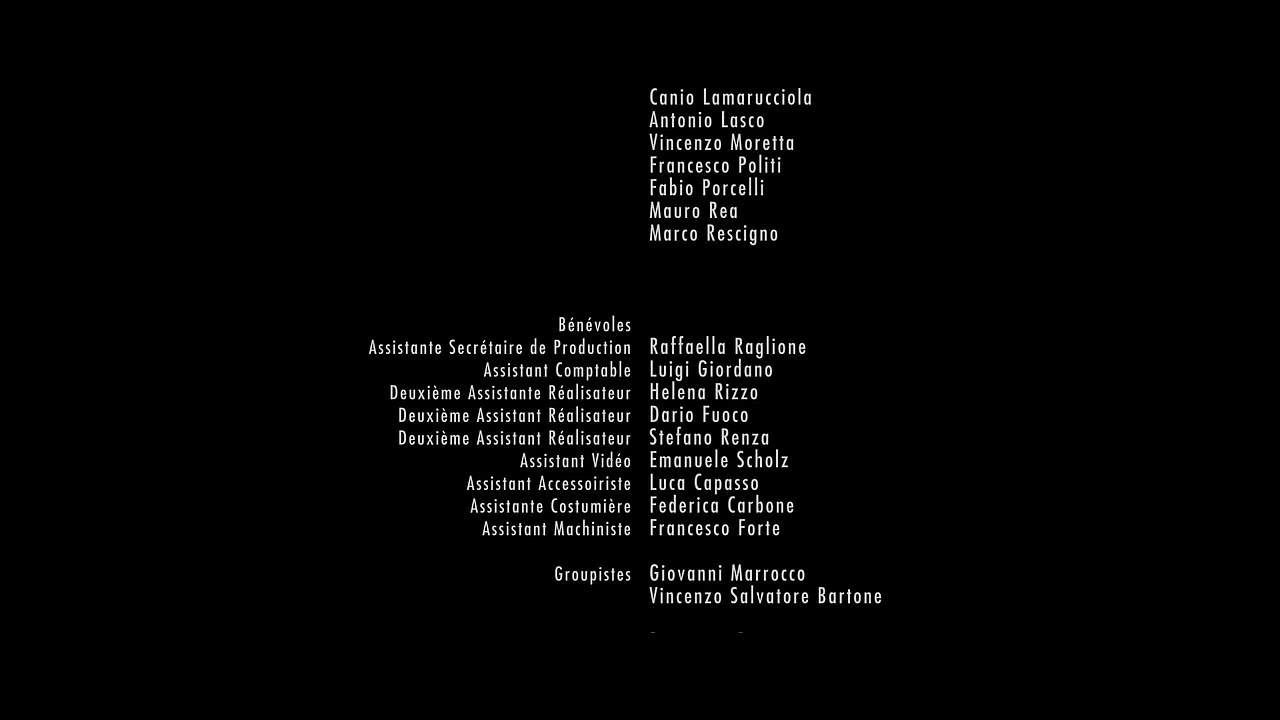 Canio Lamarucciola
Antonio Lasco
Vincenzo Moretta
Francesco Politi
Fabio Porcelli
Mauro Rea
Marco Rescigno
Bénévoles
Assistante Secrétaire de Production Raffaella Raglione
Assistant Comptable Luigi Giordano
Deuxième Assistante Réalisateur Helena Rizzo
Deuxième Assistant Réalisateur Dario Fuoco
Deuxième Assistant Réalisateur Stefano Renza
Assistant Vidéo Emanuele Scholz
Assistant Accessoiriste Luca Capasso
Assistante Costumière Federica Carbone
Assistant Machiniste Francesco Forte
Groupistes Giovanni Marrocco
Vincenzo Salvatore Bartone